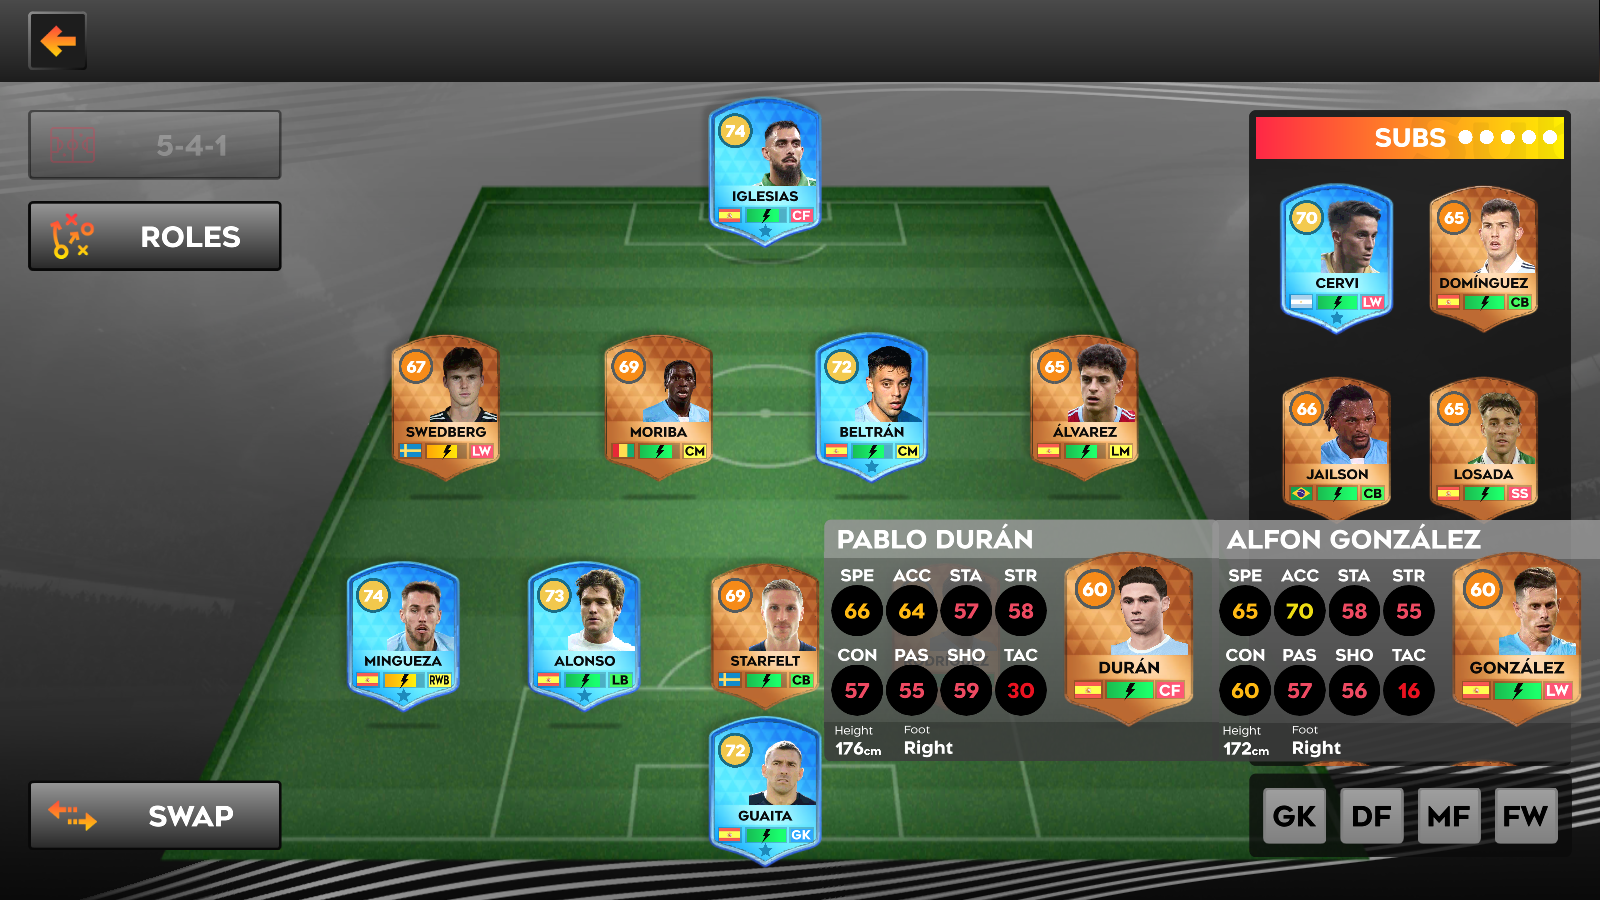 5-4-1
ROLES
74
IGLESIAS
CF
SUBS
70
CERVI
LW
65
DOMÍNGUEZ
CB
67
SWEDBERG
LW
69
MORIBA
CM
72
BELTRÁN
CM
65
ÁLVAREZ
LM
66
JAILSON
CB
65
LOSADA
SS
74
MINGUEZA
RWB
73
ALONSO
LB
69
STARFELT
CB
PABLO DURÁN
SPE ACC STA STR
66 64 57 58
CON PAS SHO TAC
57 55 59 30
Height Foot
176cm Right
60
DURÁN
CF
ALFON GONZÁLEZ
SPE ACC STA STR
65 70 58 55
CON PAS SHO TAC
60 57 56 16
Height Foot
172cm Right
60
GONZÁLEZ
LW
72
GUAITA
GK
SWAP
GK DF MF FW